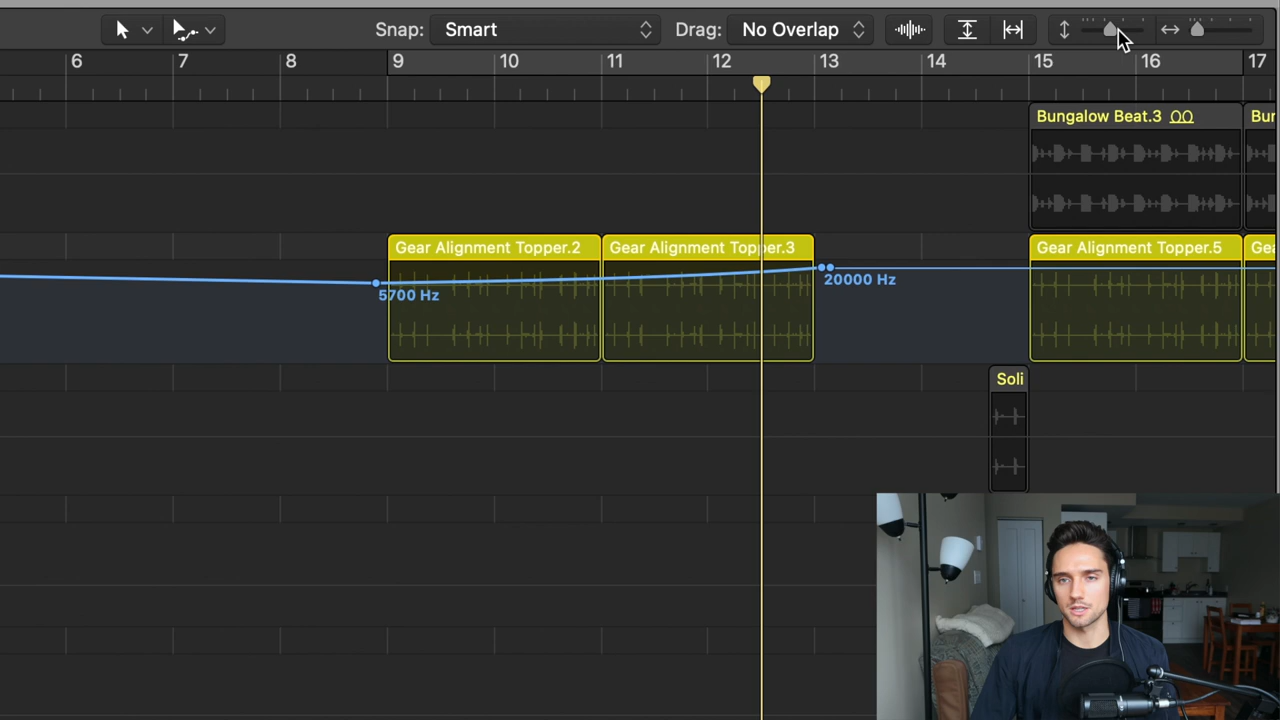 Snap: Smart Drag: No Overlap
6 7 8 9 10 11 12 13 14 15 16 17
Bungalow Beat.3 Bur
Gear Alignment Topper.2 Gear Alignment Topper.3 Gear Alignment Topper.5 Gea
5700 Hz 20000 Hz
Soli